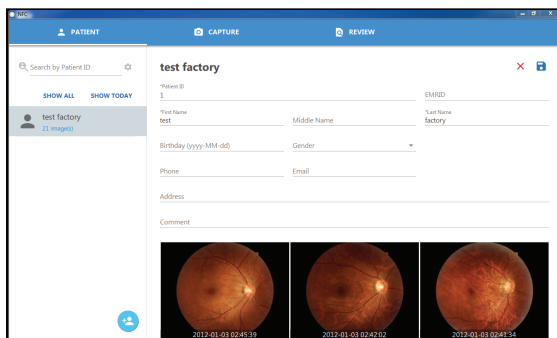 NFC
PATIENT
CAPTURE
REVIEW
Search by Patient ID
SHOW ALL SHOW TODAY
test factory
21 image(s)
test factory
*Patient ID
1
EMRID
*First Name
test
Middle Name
*Last Name
factory
Birthday (yyyy-MM-dd)
Gender
Phone
Email
Address
Comment
2012-01-03 02:45:39
2012-01-03 02:42:02
2012-01-03 02:41:34